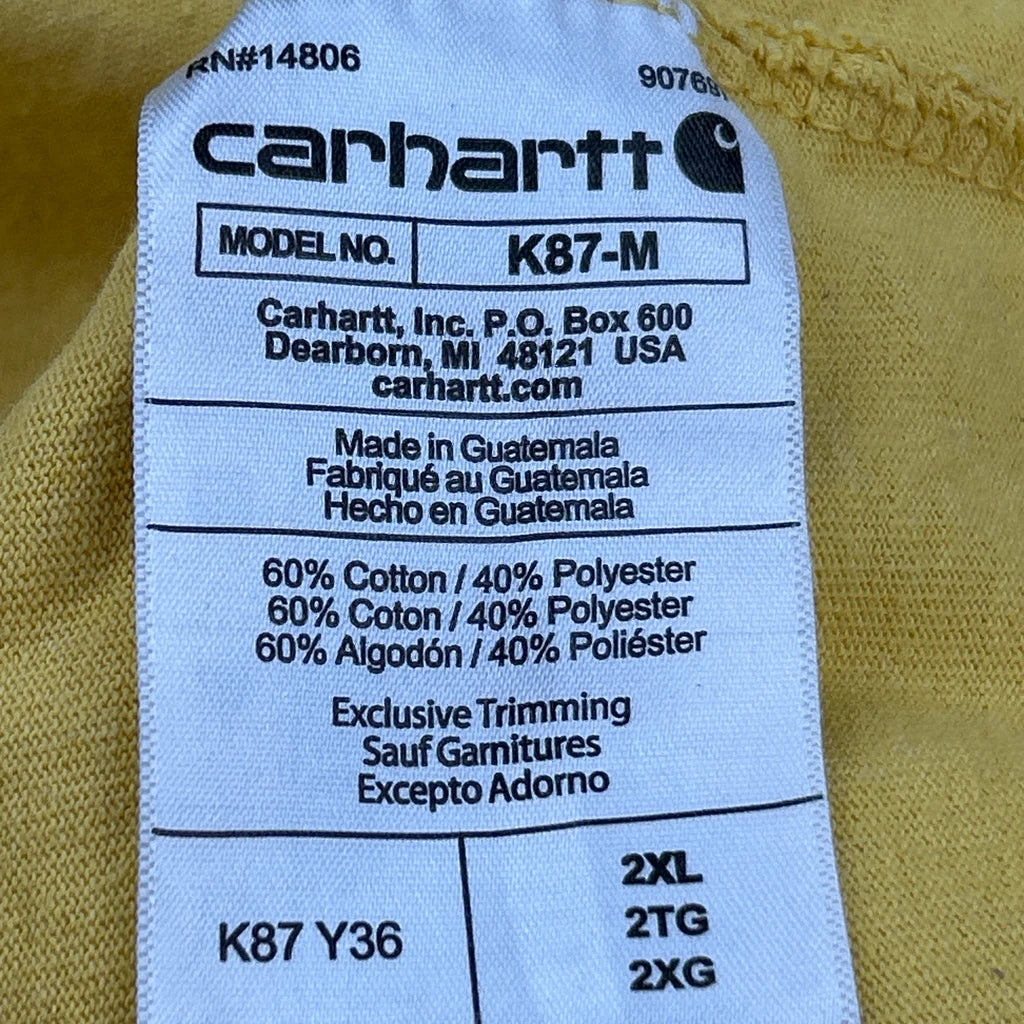 RN#14806
carhartt
MODEL NO. K87-M
Carhartt, Inc. P.O. Box 600
Dearborn, MI 48121 USA
carhartt.com
Made in Guatemala
Fabriqué au Guatemala
Hecho en Guatemala
60% Cotton / 40% Polyester
60% Coton / 40% Polyester
60% Algodón / 40% Poliéster
Exclusive Trimming
Sauf Garnitures
Excepto Adorno
K87 Y36
2XL
2TG
2XG